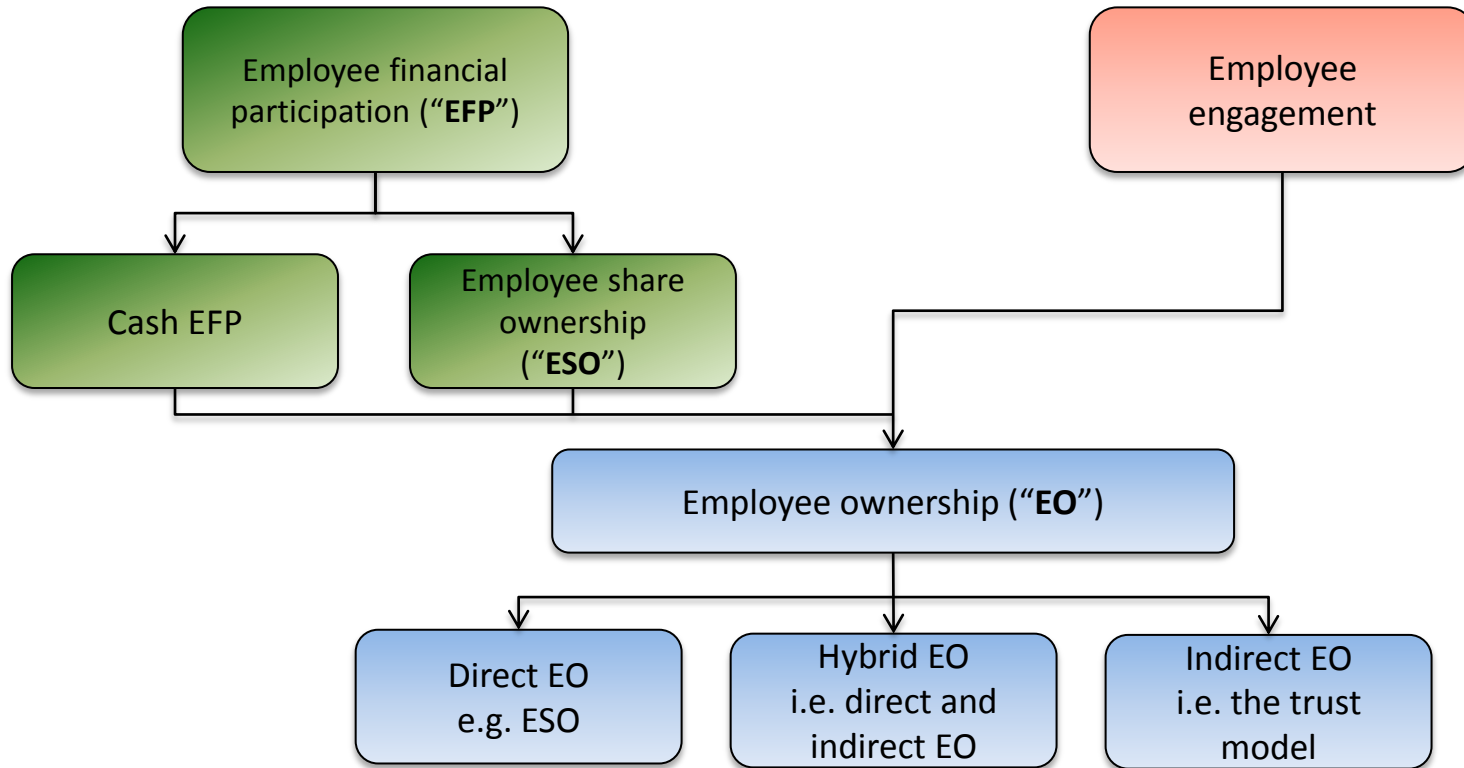 Employee financial
participation (“EFP”)
Employee
engagement
Cash EFP
Employee share
ownership
(“ESO”)
Employee ownership (“EO”)
Direct EO
e.g. ESO
Hybrid EO
i.e. direct and
indirect EO
Indirect EO
i.e. the trust
model